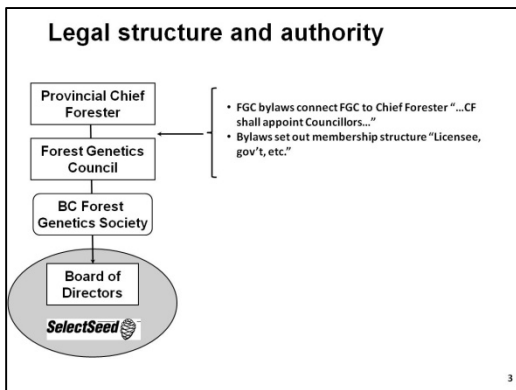 Legal structure and authority
Provincial Chief
Forester
Forest Genetics
Council
BC Forest
Genetics Society
Board of
Directors
SelectSeed
• FGC bylaws connect FGC to Chief Forester “…CF
shall appoint Councillors…”
• Bylaws set out membership structure “Licensee,
gov’t, etc.”
3